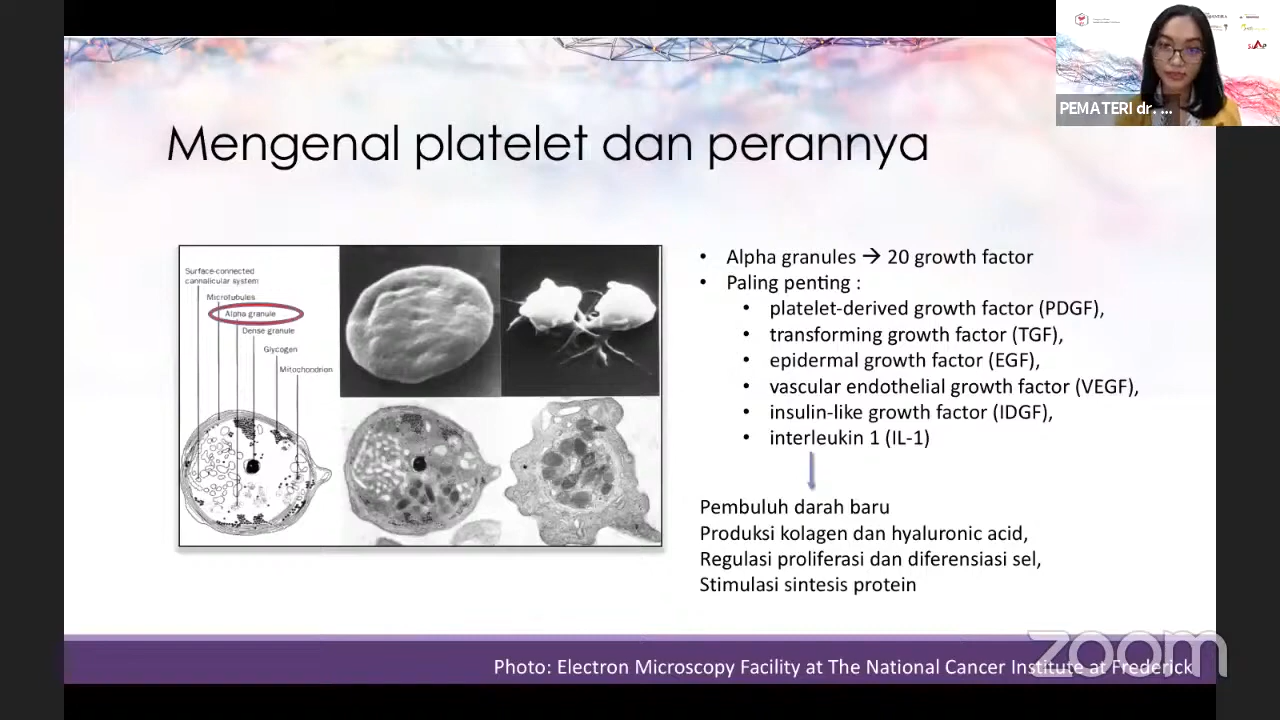 PEMATERI dr. ...
Mengenal platelet dan perannya
Surface-connected
canalicular system
Microtubules
Alpha granule
Dense granule
Glycogen
Mitochondrion
• Alpha granules → 20 growth factor
• Paling penting :
• platelet-derived growth factor (PDGF),
• transforming growth factor (TGF),
• epidermal growth factor (EGF),
• vascular endothelial growth factor (VEGF),
• insulin-like growth factor (IDGF),
• interleukin 1 (IL-1)
Pembuluh darah baru
Produksi kolagen dan hyaluronic acid,
Regulasi proliferasi dan diferensiasi sel,
Stimulasi sintesis protein
zoom
Photo: Electron Microscopy Facility at The National Cancer Institute at Frederick